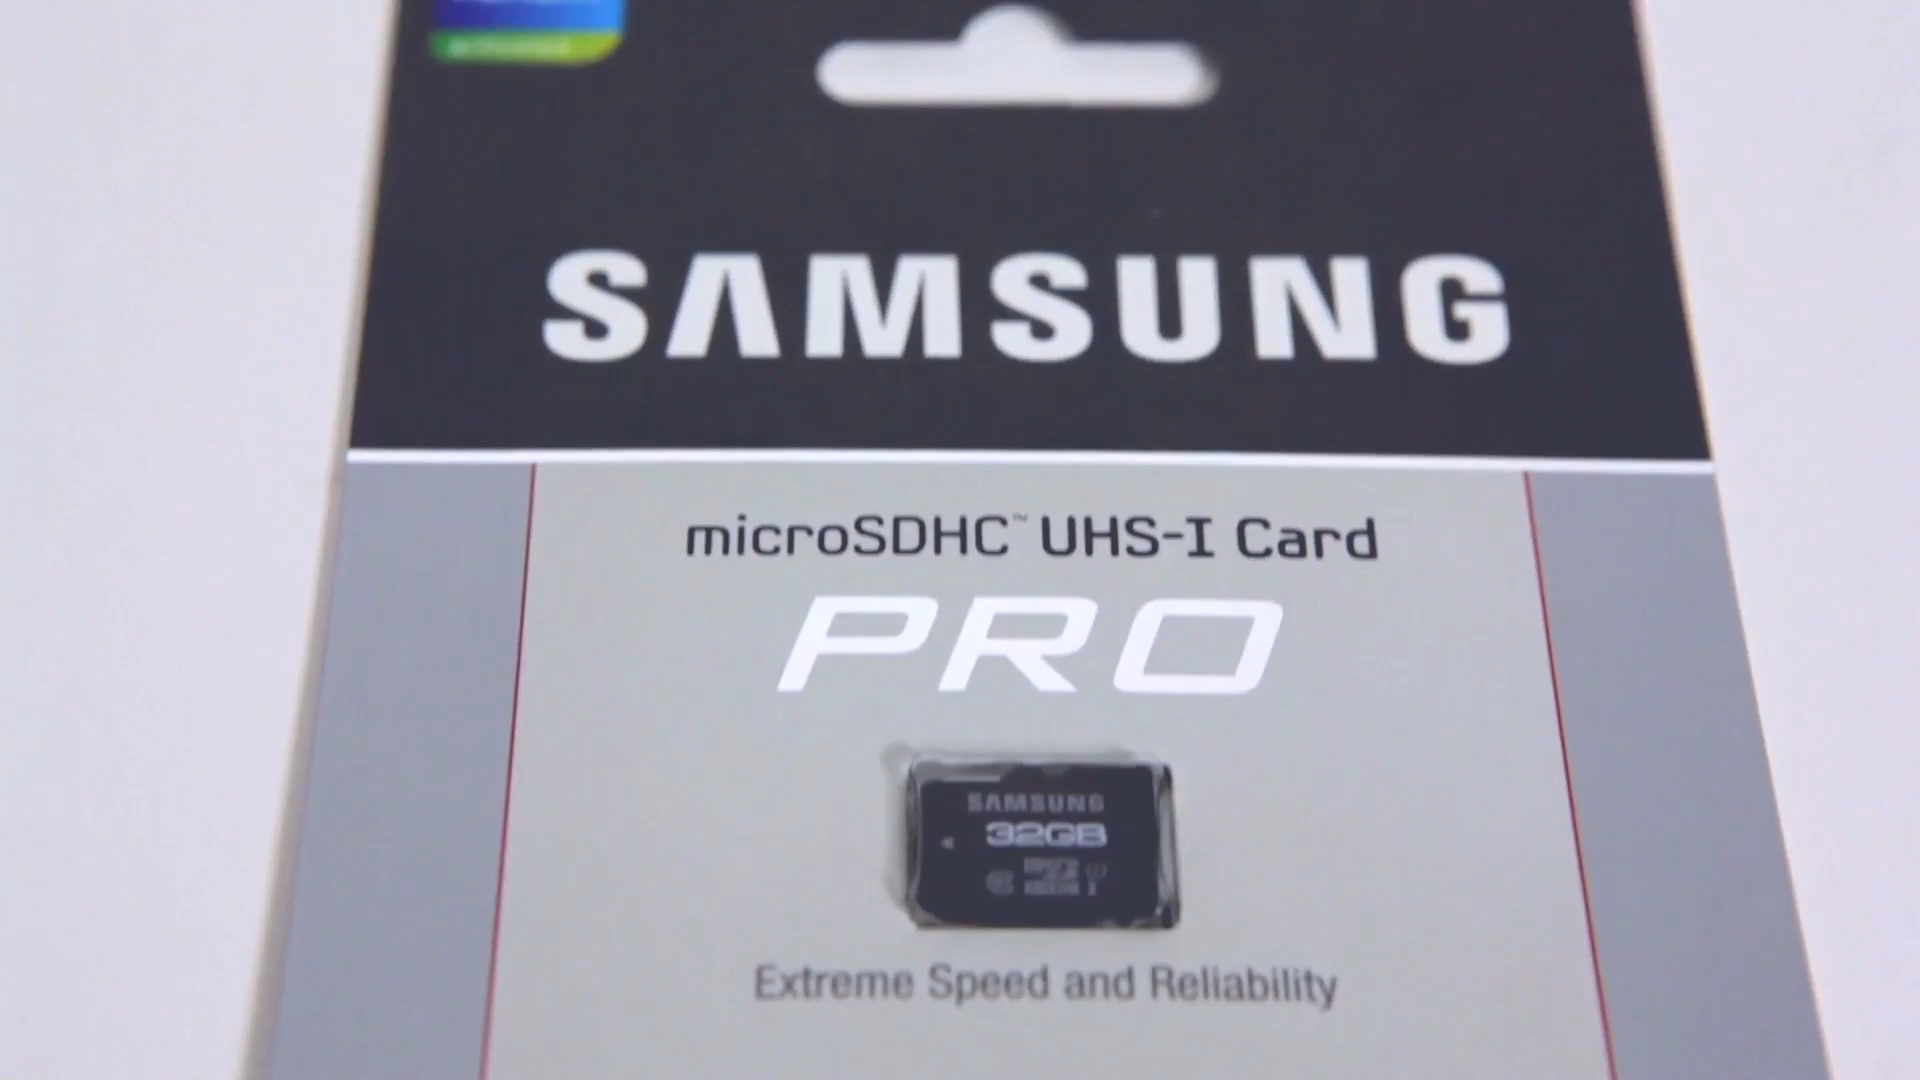 SAMSUNG
microSDHC™ UHS-I Card
PRO
SAMSUNG
32GB
Extreme Speed and Reliability